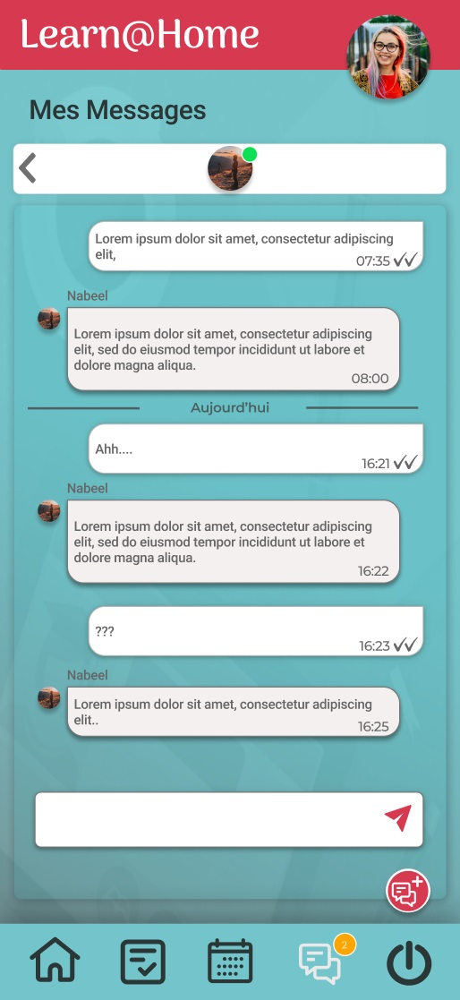 Learn@Home
Mes Messages
Lorem ipsum dolor sit amet, consectetur adipiscing
elit,
07:35
Nabeel
Lorem ipsum dolor sit amet, consectetur adipiscing
elit, sed do eiusmod tempor incididunt ut labore et
dolore magna aliqua.
08:00
Aujourd'hui
Ahh....
16:21
Nabeel
Lorem ipsum dolor sit amet, consectetur adipiscing
elit, sed do eiusmod tempor incididunt ut labore et
dolore magna aliqua.
16:22
???
16:23
Nabeel
Lorem ipsum dolor sit amet, consectetur adipiscing
elit..
16:25
2